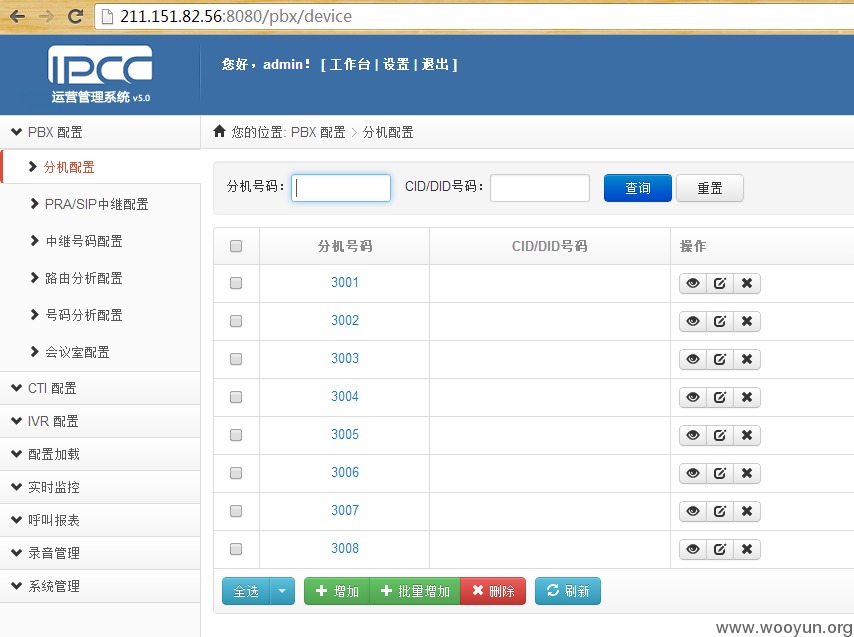 211.151.82.56:8080/pbx/device
IPCC
运营管理系统 v5.0
您好，admin！ [ 工作台 | 设置 | 退出 ]
PBX 配置
分机配置
PRA/SIP中继配置
中继号码配置
路由分析配置
号码分析配置
会议室配置
CTI 配置
IVR 配置
配置加载
实时监控
呼叫报表
录音管理
系统管理
您的位置: PBX 配置 > 分机配置
分机号码： CID/DID号码： 查询 重置
分机号码 CID/DID号码 操作
3001
3002
3003
3004
3005
3006
3007
3008
全选 增加 批量增加 删除 刷新
www.wooyun.org